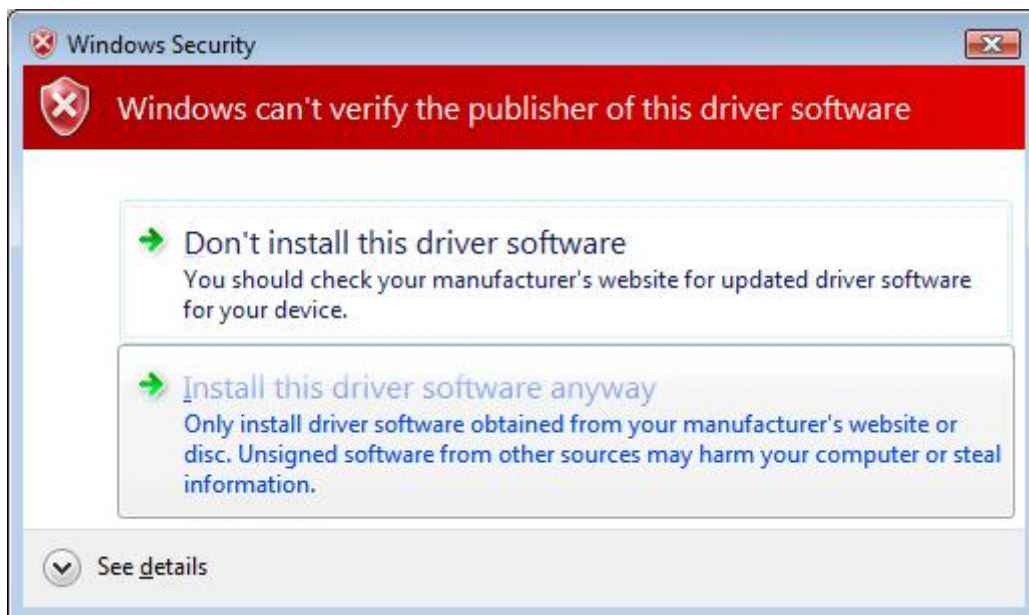 Windows Security
Windows can't verify the publisher of this driver software
Don't install this driver software
You should check your manufacturer's website for updated driver software
for your device.
Install this driver software anyway
Only install driver software obtained from your manufacturer's website or
disc. Unsigned software from other sources may harm your computer or steal
information.
See details